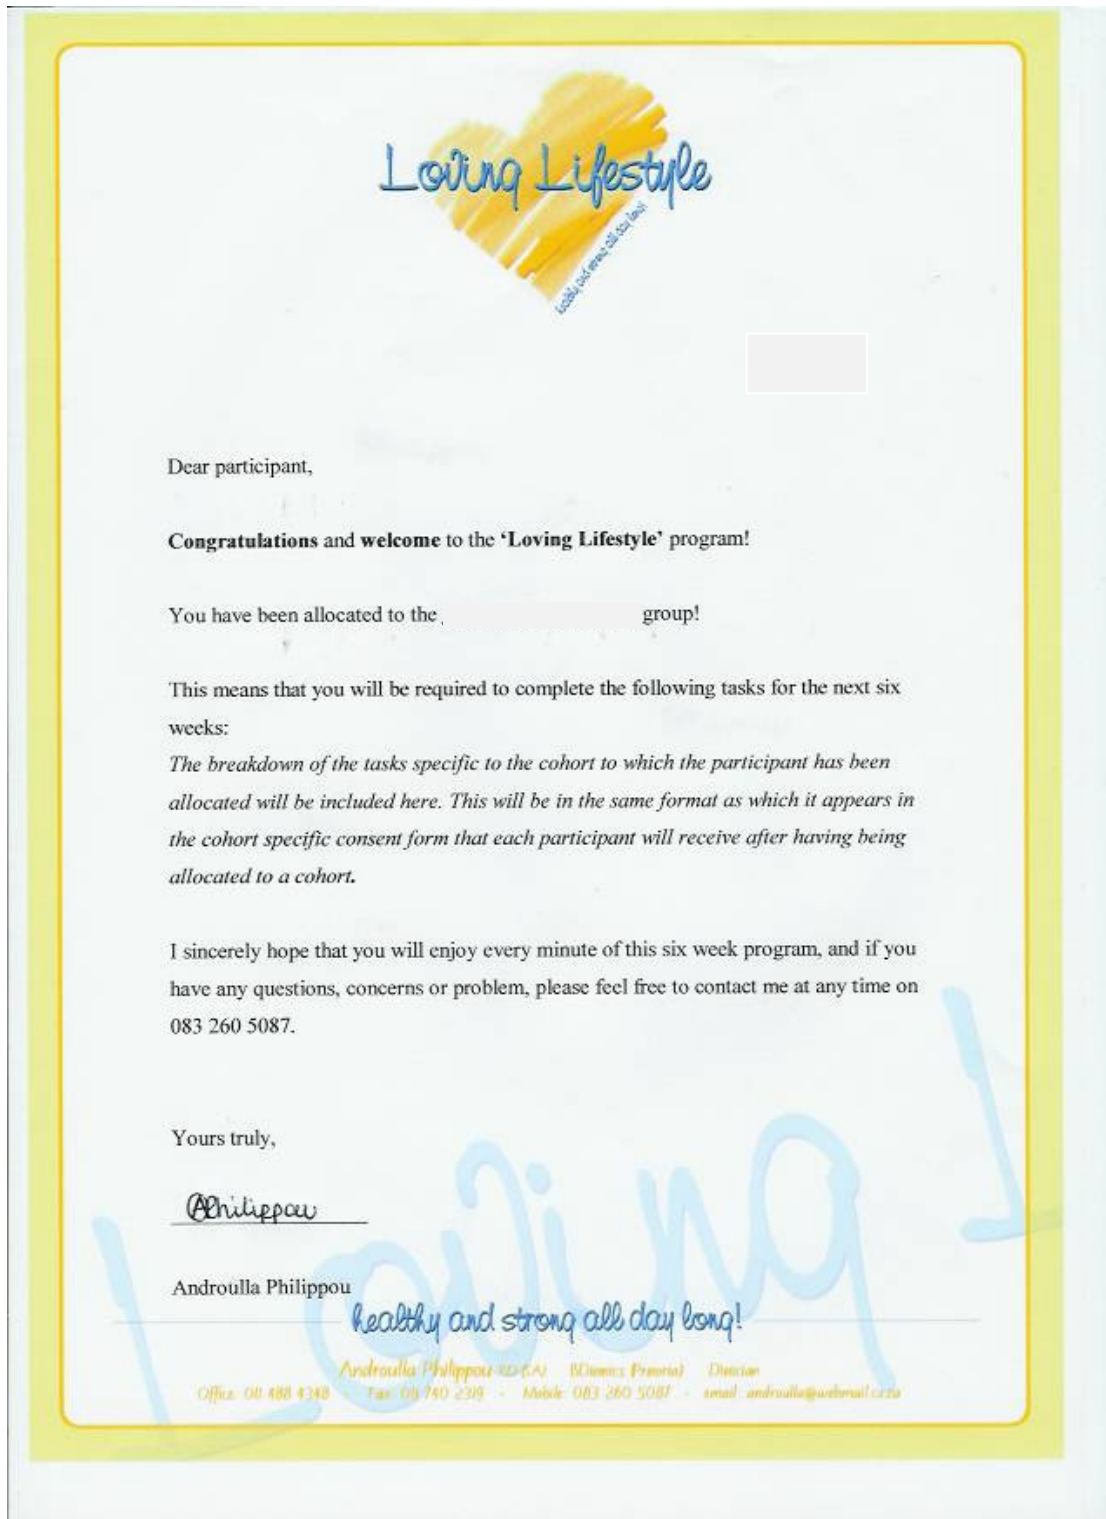 Loving Lifestyle
healthy and strong all day long!
Dear participant,
Congratulations and welcome to the ‘Loving Lifestyle’ program!
You have been allocated to the group!
This means that you will be required to complete the following tasks for the next six
weeks:
The breakdown of the tasks specific to the cohort to which the participant has been
allocated will be included here. This will be in the same format as which it appears in
the cohort specific consent form that each participant will receive after having being
allocated to a cohort.
I sincerely hope that you will enjoy every minute of this six week program, and if you
have any questions, concerns or problem, please feel free to contact me at any time on
083 260 5087.
Yours truly,
APhilippou
Androulla Philippou
Loving L
healthy and strong all day long!
Androulla Philippou RD (SA) (Pretoria) Dietician
Office: 011 488 4348 - Fax: 740 2319 - Mobile: 083 260 5087 - email: androulla@webmail.co.za